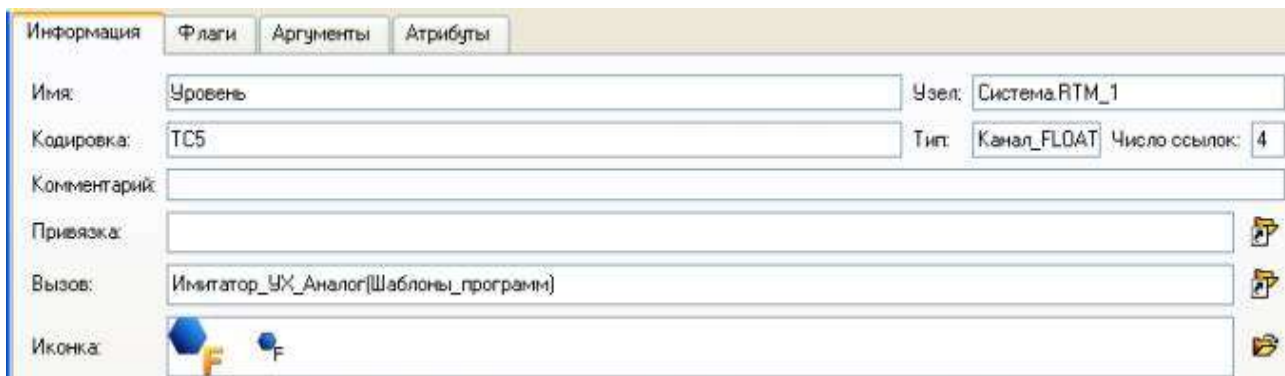 Информация Флаги Аргументы Атрибуты
Имя: Уровень Узел: Система.RTM_1
Кодировка: TC5 Тип: Канал_FLOAT Число ссылок: 4
Комментарий:
Привязка:
Вызов: Имитатор_УХ_Аналог(Шаблоны_программ)
Иконка: F F